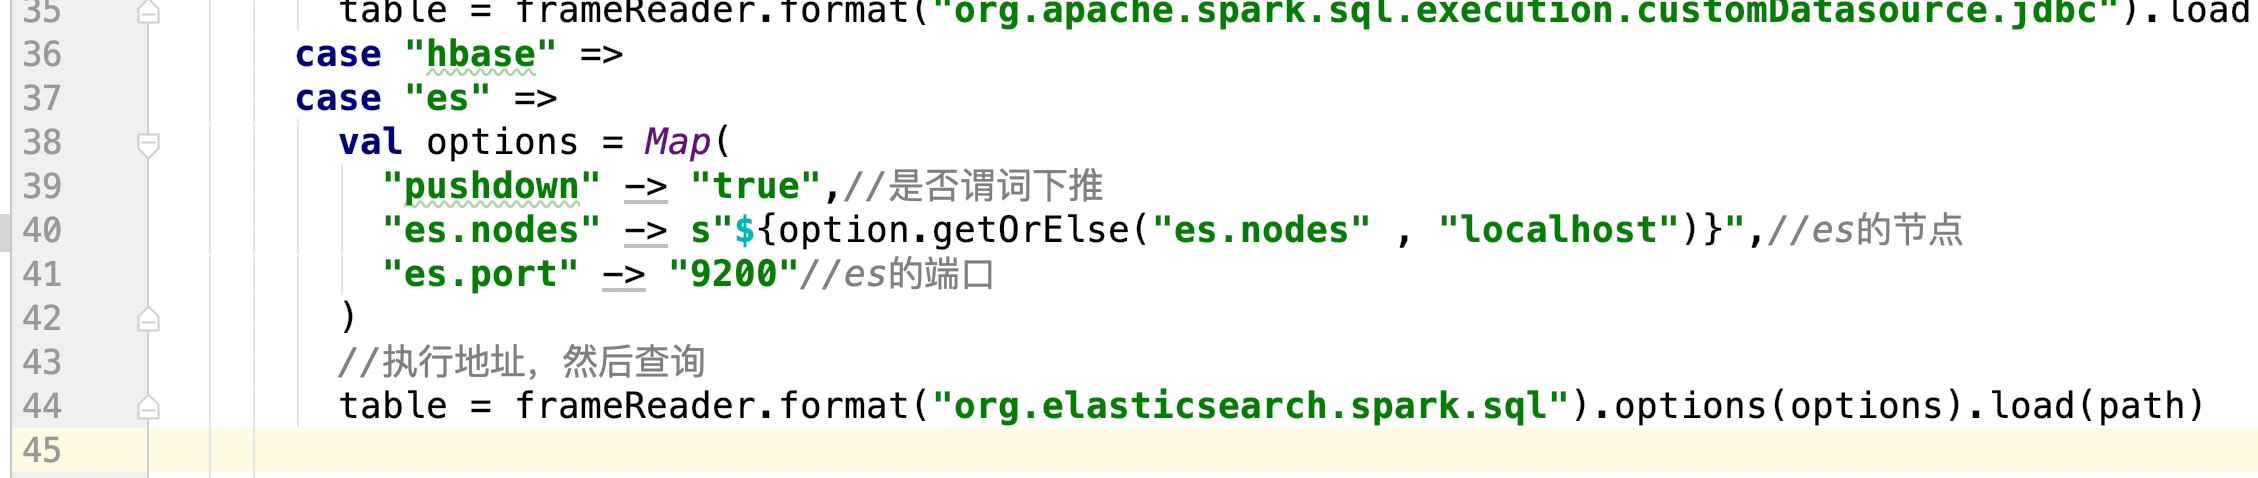 35 table = frameReader.format("org.apache.spark.sql.execution.customDatasource.jdbc").load
36 case "hbase" =>
37 case "es" =>
38 val options = Map(
39 "pushdown" -> "true",//是否谓词下推
40 "es.nodes" -> s"${option.getOrElse("es.nodes" , "localhost")}",//es的节点
41 "es.port" -> "9200"//es的端口
42 )
43 //执行地址，然后查询
44 table = frameReader.format("org.elasticsearch.spark.sql").options(options).load(path)
45